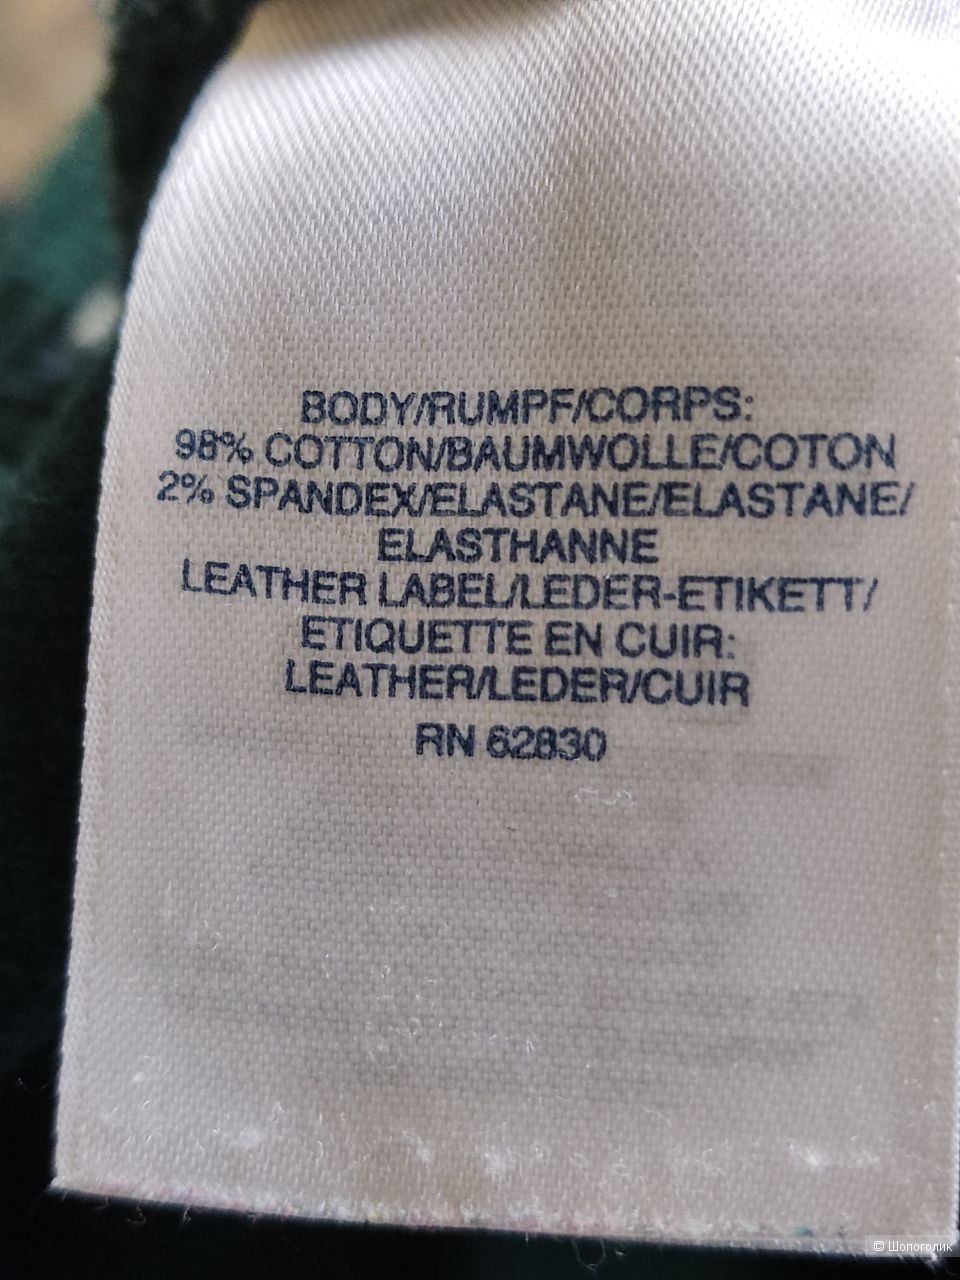 BODY/RUMPF/CORPS:
98% COTTON/BAUMWOLLE/COTON
2% SPANDEX/ELASTANE/ELASTANE/
ELASTHANNE
LEATHER LABEL/LEDER-ETIKETT/
ETIQUETTE EN CUIR:
LEATHER/LEDER/CUIR
RN 62830
© Шопоголик